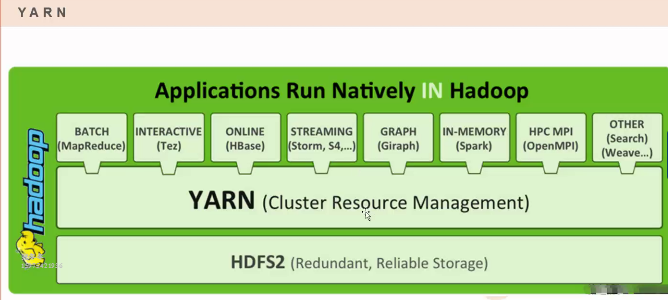 YARN
Applications Run Natively IN Hadoop
BATCH
(MapReduce)
INTERACTIVE
(Tez)
ONLINE
(HBase)
STREAMING
(Storm, S4,...)
GRAPH
(Giraph)
IN-MEMORY
(Spark)
HPC MPI
(OpenMPI)
OTHER
(Search)
(Weave...)
hadoop
YARN (Cluster Resource Management)
HDFS2 (Redundant, Reliable Storage)